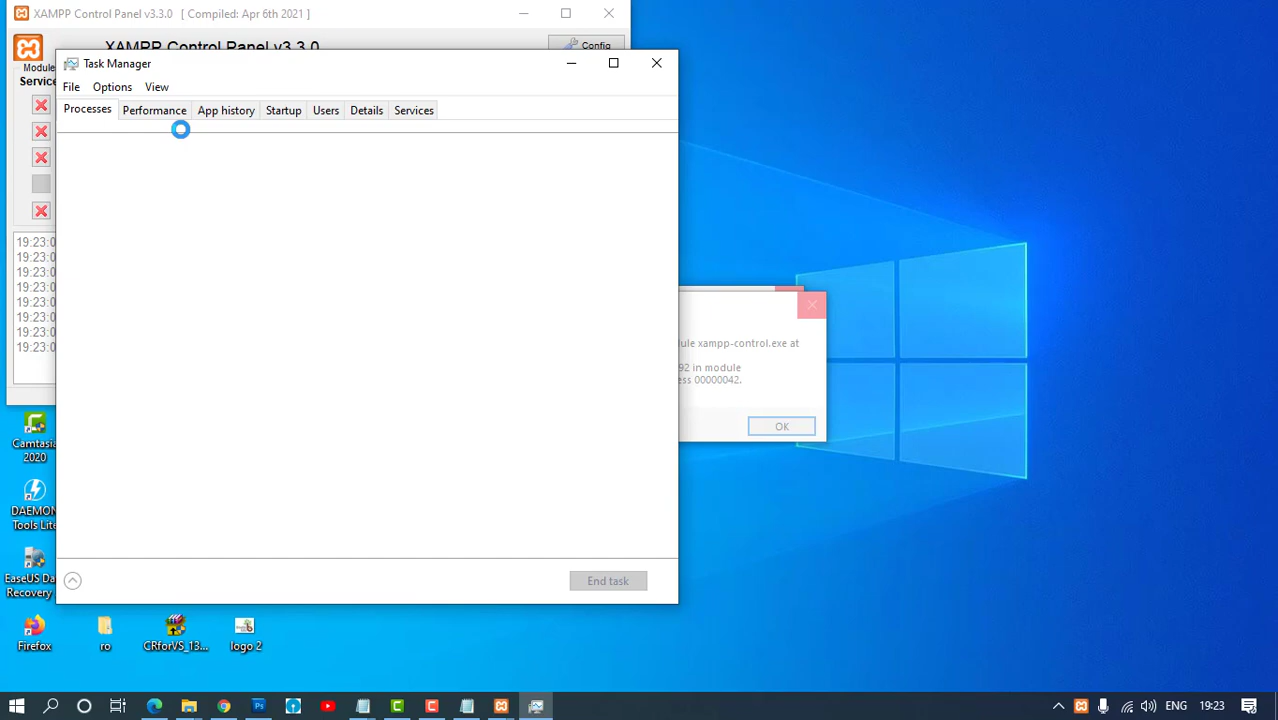 XAMPP Control Panel v3.3.0 [ Compiled: Apr 6th 2021 ]
XAMPP Control Panel v3.3.0
Config
Module
Service
Task Manager
File Options View
Processes Performance App history Startup Users Details Services
19:23:0
19:23:0
19:23:0
19:23:0
19:23:0
19:23:0
19:23:0
19:23:0
ule xampp-control.exe at
92 in module
ess 00000042.
OK
End task
Camtasia
2020
DAEMON
Tools Lite
EaseUS Da
Recovery
Firefox
ro
CRforVS_13...
logo 2
ENG
19:23